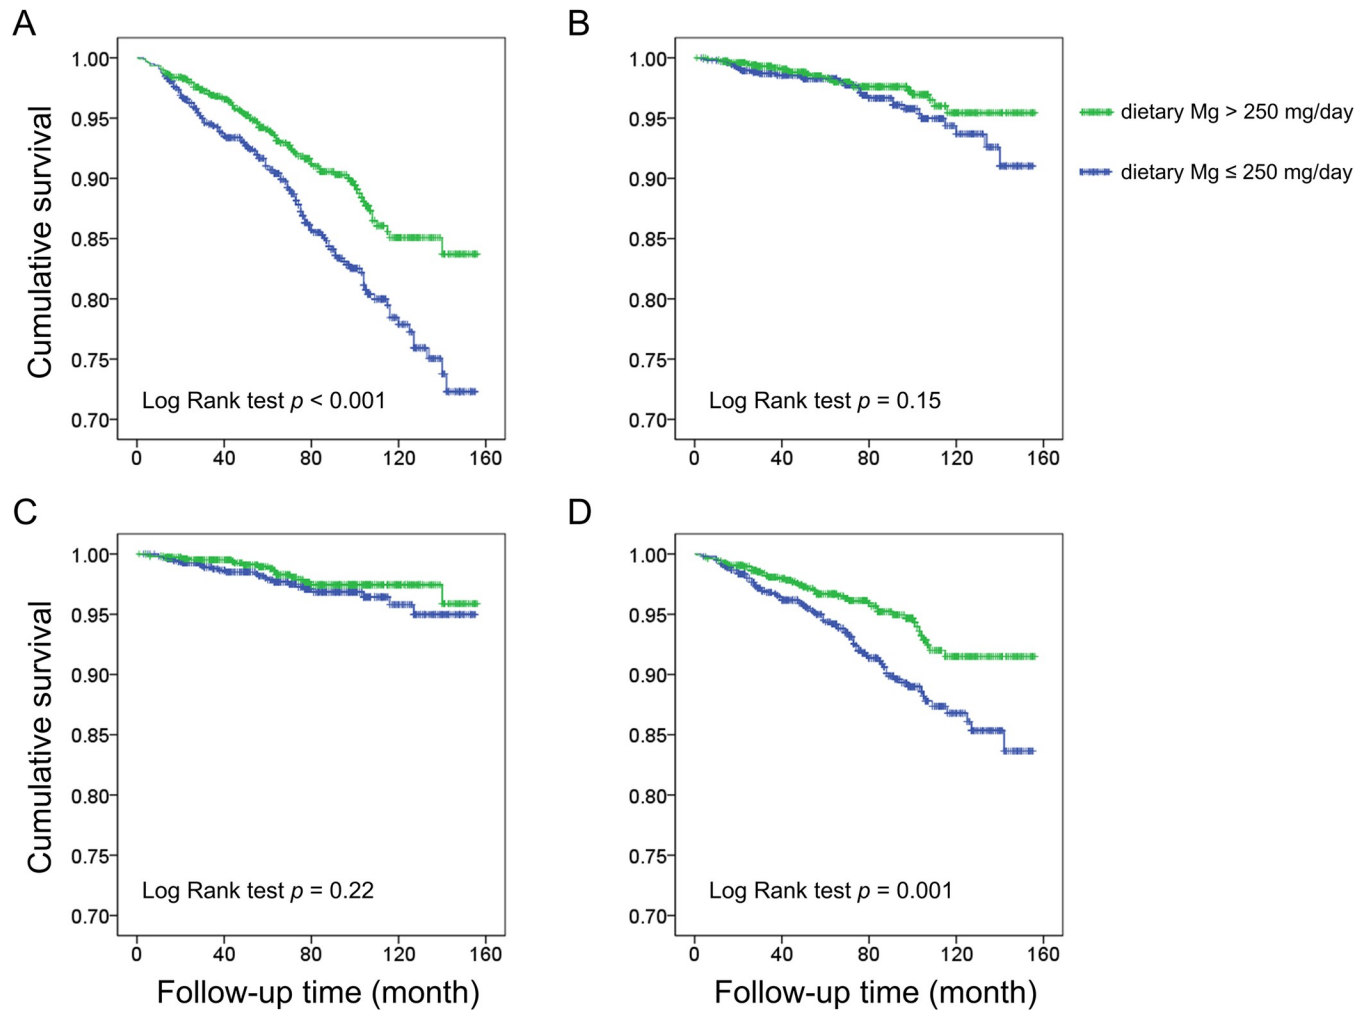 A
B
Cumulative survival
1.00
0.95
0.90
0.85
0.80
0.75
0.70
Log Rank test p < 0.001
0 40 80 120 160
1.00
0.95
0.90
0.85
0.80
0.75
0.70
Log Rank test p = 0.15
0 40 80 120 160
dietary Mg > 250 mg/day
dietary Mg ≤ 250 mg/day
C
D
Cumulative survival
1.00
0.95
0.90
0.85
0.80
0.75
0.70
Log Rank test p = 0.22
0 40 80 120 160
Follow-up time (month)
1.00
0.95
0.90
0.85
0.80
0.75
0.70
Log Rank test p = 0.001
0 40 80 120 160
Follow-up time (month)